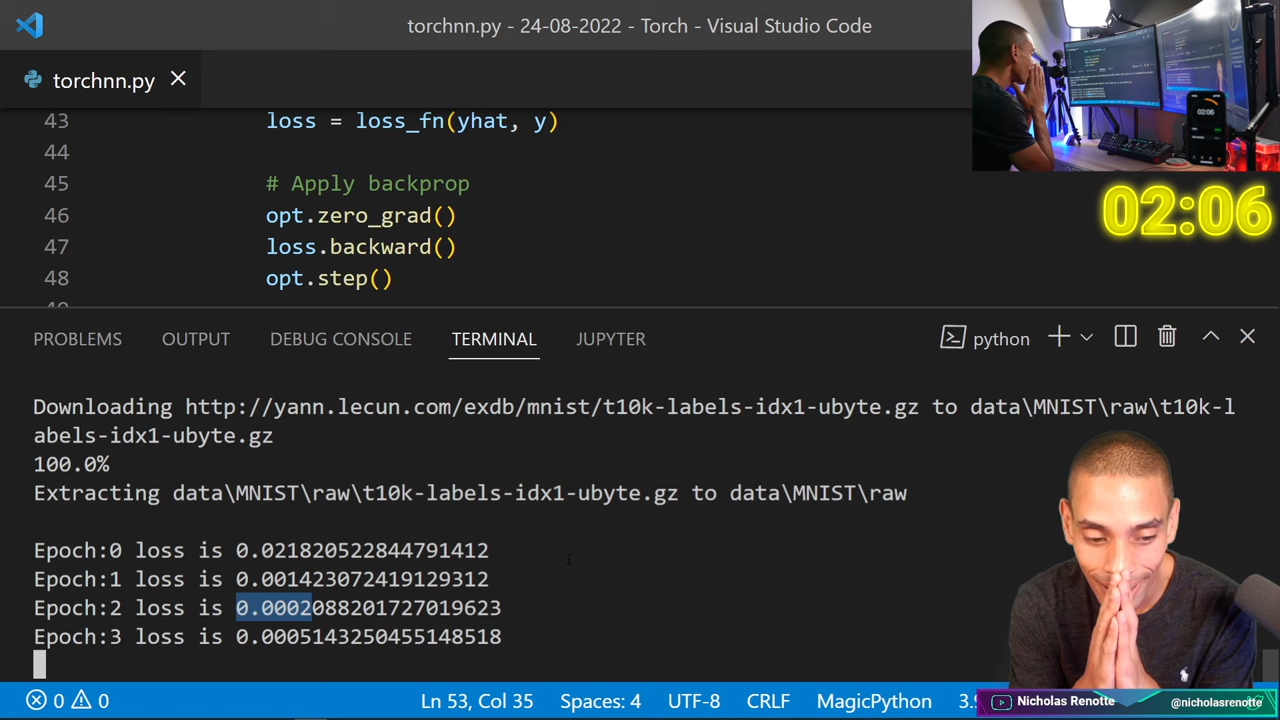 torchnn.py - 24-08-2022 - Torch - Visual Studio Code
torchnn.py
02:06
43 loss = loss_fn(yhat, y)
44
45 # Apply backprop
46 opt.zero_grad()
47 loss.backward()
48 opt.step()
PROBLEMS OUTPUT DEBUG CONSOLE TERMINAL JUPYTER python
Downloading http://yann.lecun.com/exdb/mnist/t10k-labels-idx1-ubyte.gz to data\MNIST\raw\t10k-l
abels-idx1-ubyte.gz
100.0%
Extracting data\MNIST\raw\t10k-labels-idx1-ubyte.gz to data\MNIST\raw
Epoch:0 loss is 0.021820522844791412
Epoch:1 loss is 0.001423072419129312
Epoch:2 loss is 0.0002088201727019623
Epoch:3 loss is 0.0005143250455148518
0 0 Ln 53, Col 35 Spaces: 4 UTF-8 CRLF MagicPython
Nicholas Renotte @nicholasrenotte